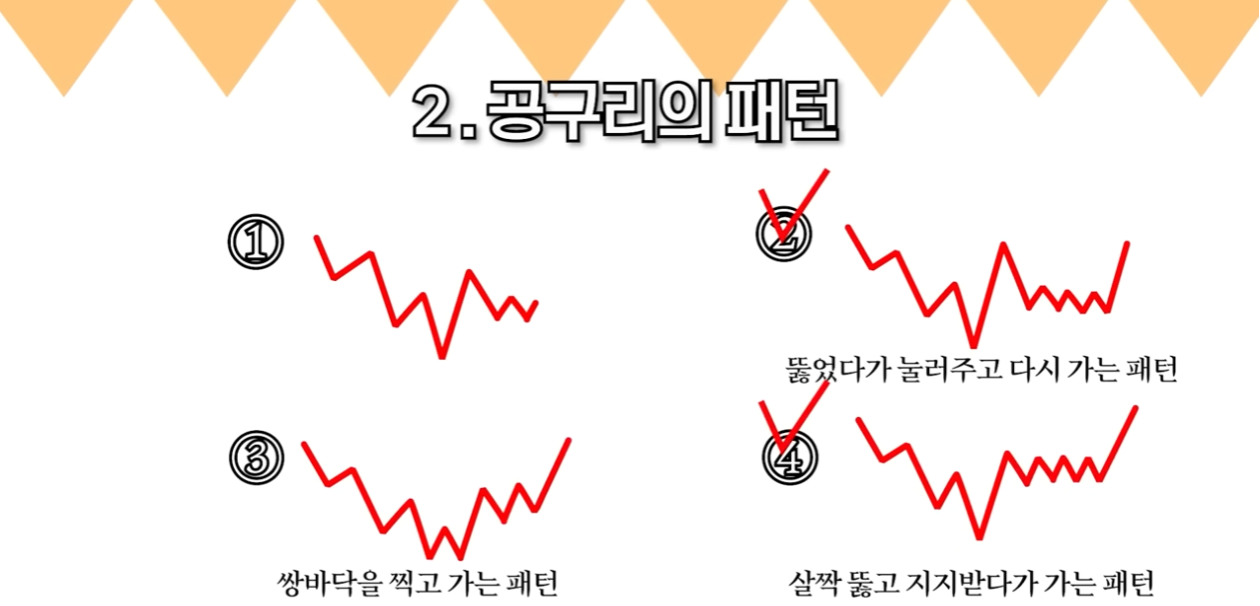 2. 공구리의 패턴
①
②
뚫었다가 눌러주고 다시 가는 패턴
③
쌍바닥을 찍고 가는 패턴
④
살짝 뚫고 지지받다가 가는 패턴